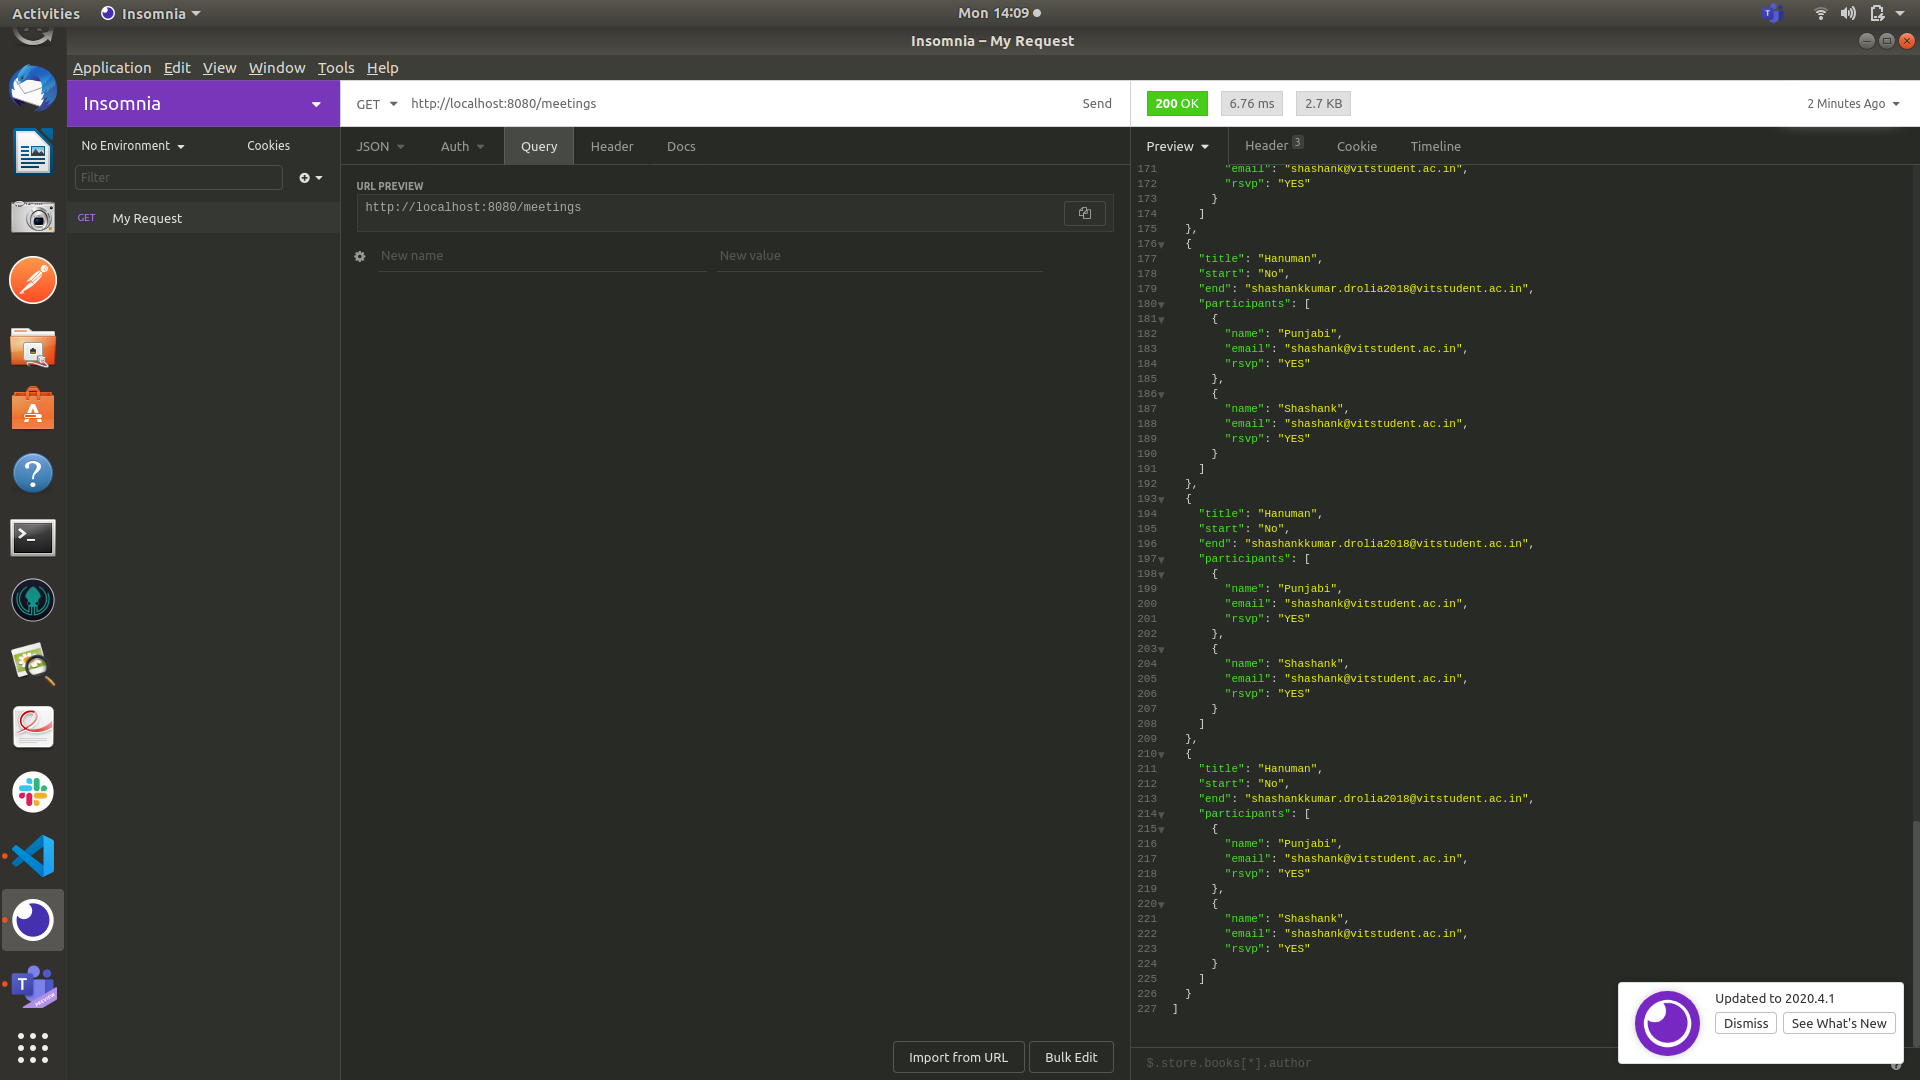 Activities
Insomnia
Mon 14:09
Insomnia – My Request
Application Edit View Window Tools Help
Insomnia
GET http://localhost:8080/meetings Send
200 OK 6.76 ms 2.7 KB 2 Minutes Ago
No Environment Cookies
Filter
GET My Request
JSON Auth Query Header Docs
URL PREVIEW
http://localhost:8080/meetings
New name New value
Import from URL Bulk Edit
Preview Header 3 Cookie Timeline
171 "email": "shashank@vitstudent.ac.in",
172 "rsvp": "YES"
173 }
174 ]
175 },
176 {
177 "title": "Hanuman",
178 "start": "No",
179 "end": "shashankkumar.drolia2018@vitstudent.ac.in",
180 "participants": [
181 {
182 "name": "Punjabi",
183 "email": "shashank@vitstudent.ac.in",
184 "rsvp": "YES"
185 },
186 {
187 "name": "Shashank",
188 "email": "shashank@vitstudent.ac.in",
189 "rsvp": "YES"
190 }
191 ]
192 },
193 {
194 "title": "Hanuman",
195 "start": "No",
196 "end": "shashankkumar.drolia2018@vitstudent.ac.in",
197 "participants": [
198 {
199 "name": "Punjabi",
200 "email": "shashank@vitstudent.ac.in",
201 "rsvp": "YES"
202 },
203 {
204 "name": "Shashank",
205 "email": "shashank@vitstudent.ac.in",
206 "rsvp": "YES"
207 }
208 ]
209 },
210 {
211 "title": "Hanuman",
212 "start": "No",
213 "end": "shashankkumar.drolia2018@vitstudent.ac.in",
214 "participants": [
215 {
216 "name": "Punjabi",
217 "email": "shashank@vitstudent.ac.in",
218 "rsvp": "YES"
219 },
220 {
221 "name": "Shashank",
222 "email": "shashank@vitstudent.ac.in",
223 "rsvp": "YES"
224 }
225 ]
226 }
227 ]
$.store.books[*].author
Updated to 2020.4.1
Dismiss See What's New